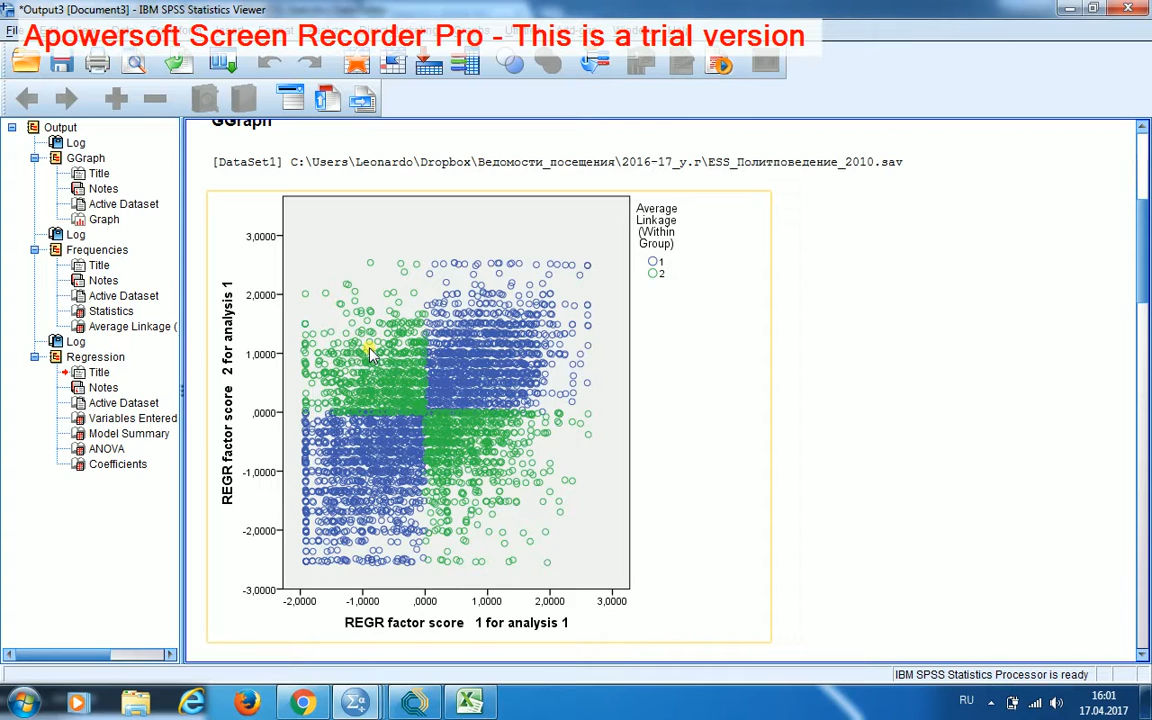 *Output3 [Document3] - IBM SPSS Statistics Viewer
Apowersoft Screen Recorder Pro - This is a trial version
Output
Log
GGraph
Title
Notes
Active Dataset
Graph
Log
Frequencies
Title
Notes
Active Dataset
Statistics
Average Linkage (
Log
Regression
Title
Notes
Active Dataset
Variables Entered
Model Summary
ANOVA
Coefficients
GGraph
[DataSet1] C:\Users\Leonardo\Dropbox\Ведомости_посещения\2016-17_у.г\ESS_Политповедение_2010.sav
REGR factor score 2 for analysis 1
3,0000
2,0000
1,0000
,0000
-1,0000
-2,0000
-3,0000
-2,0000 -1,0000 ,0000 1,0000 2,0000 3,0000
REGR factor score 1 for analysis 1
Average
Linkage
(Within
Group)
1
2
IBM SPSS Statistics Processor is ready
RU
16:01
17.04.2017